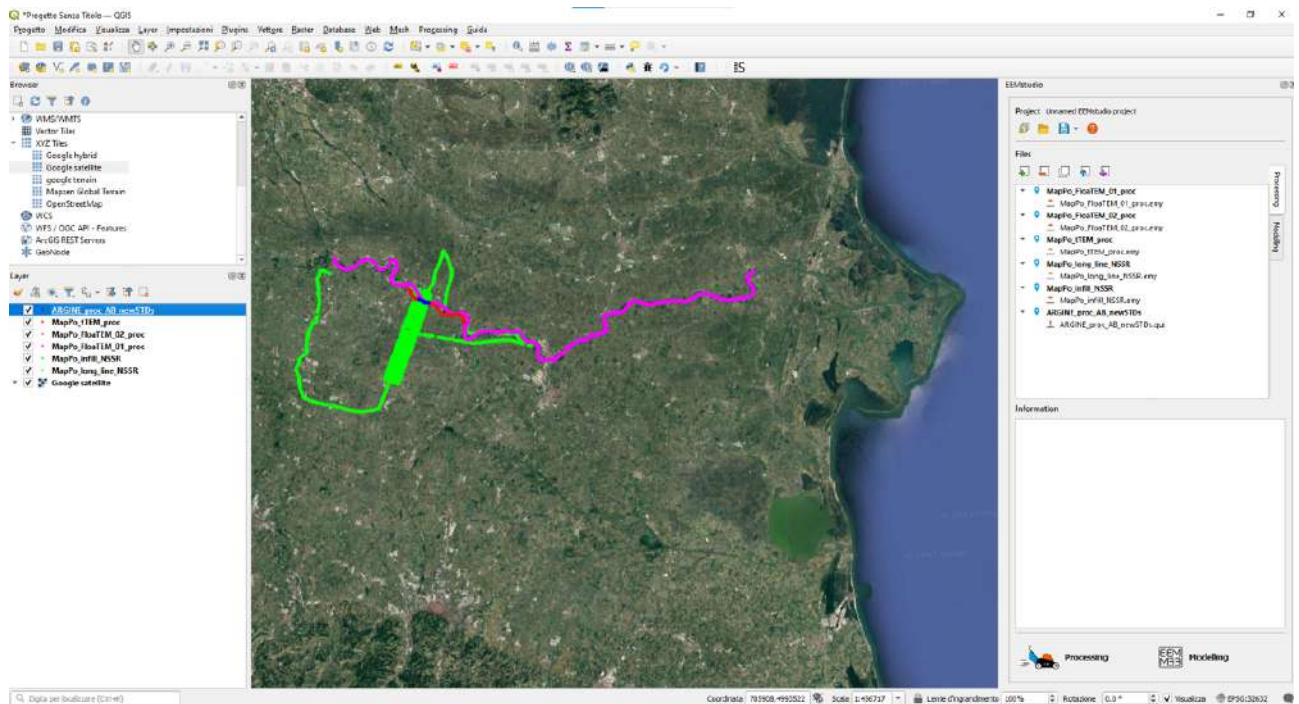 *Progetto Senza Titolo — QGIS
Progetto Modifica Visualizza Layer Impostazioni Plugins Vettore Raster Database Web Mesh Processing Guida
Browser
WMS/WMTS
Vector Tiles
XYZ Tiles
Google hybrid
Google satellite
google terrain
Mapzen Global Terrain
OpenStreetMap
WCS
WFS / OGC API - Features
ArcGIS REST Servers
GeoNode
Layer
ARGINE_proc_AB_newSTDs
MapPo_tTEM_proc
MapPo_FloaTEM_02_proc
MapPo_FloaTEM_01_proc
MapPo_infill_NSSR
MapPo_long_line_NSSR
Google satellite
EEMstudio
Project Unnamed EEMstudio project
Files
MapPo_FloaTEM_01_proc
MapPo_FloaTEM_01_proc.emy
MapPo_FloaTEM_02_proc
MapPo_FloaTEM_02_proc.emy
MapPo_tTEM_proc
MapPo_tTEM_proc.emy
MapPo_long_line_NSSR
MapPo_long_line_NSSR.emy
MapPo_infill_NSSR
MapPo_infill_NSSR.emy
ARGINE_proc_AB_newSTDs
ARGINE_proc_AB_newSTDs.qui
Processing
Modelling
Information
Processing
Modelling
Digita per localizzare (Ctrl+K)
Coordinate 785908,4993522 Scale 1:456717 Lente d'ingrandimento 100% Rotazione 0,0 ° Visualizza EPSG:32632